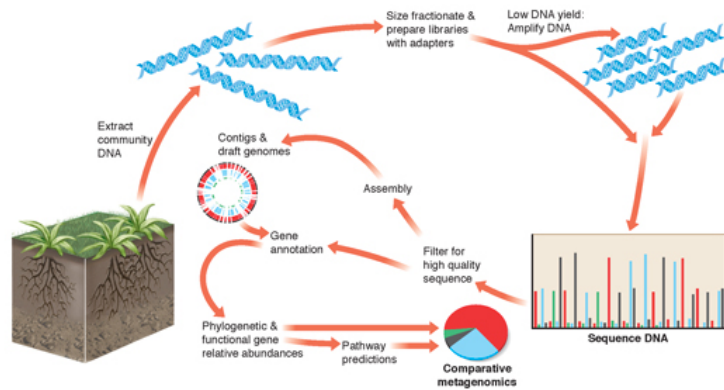 Size fractionate &
prepare libraries
with adapters
Low DNA yield:
Amplify DNA
Extract
community
DNA
Contigs &
draft genomes
Assembly
Gene
annotation
Filter for
high quality
sequence
Sequence DNA
Phylogenetic &
functional gene
relative abundances
Pathway
predictions
Comparative
metagenomics